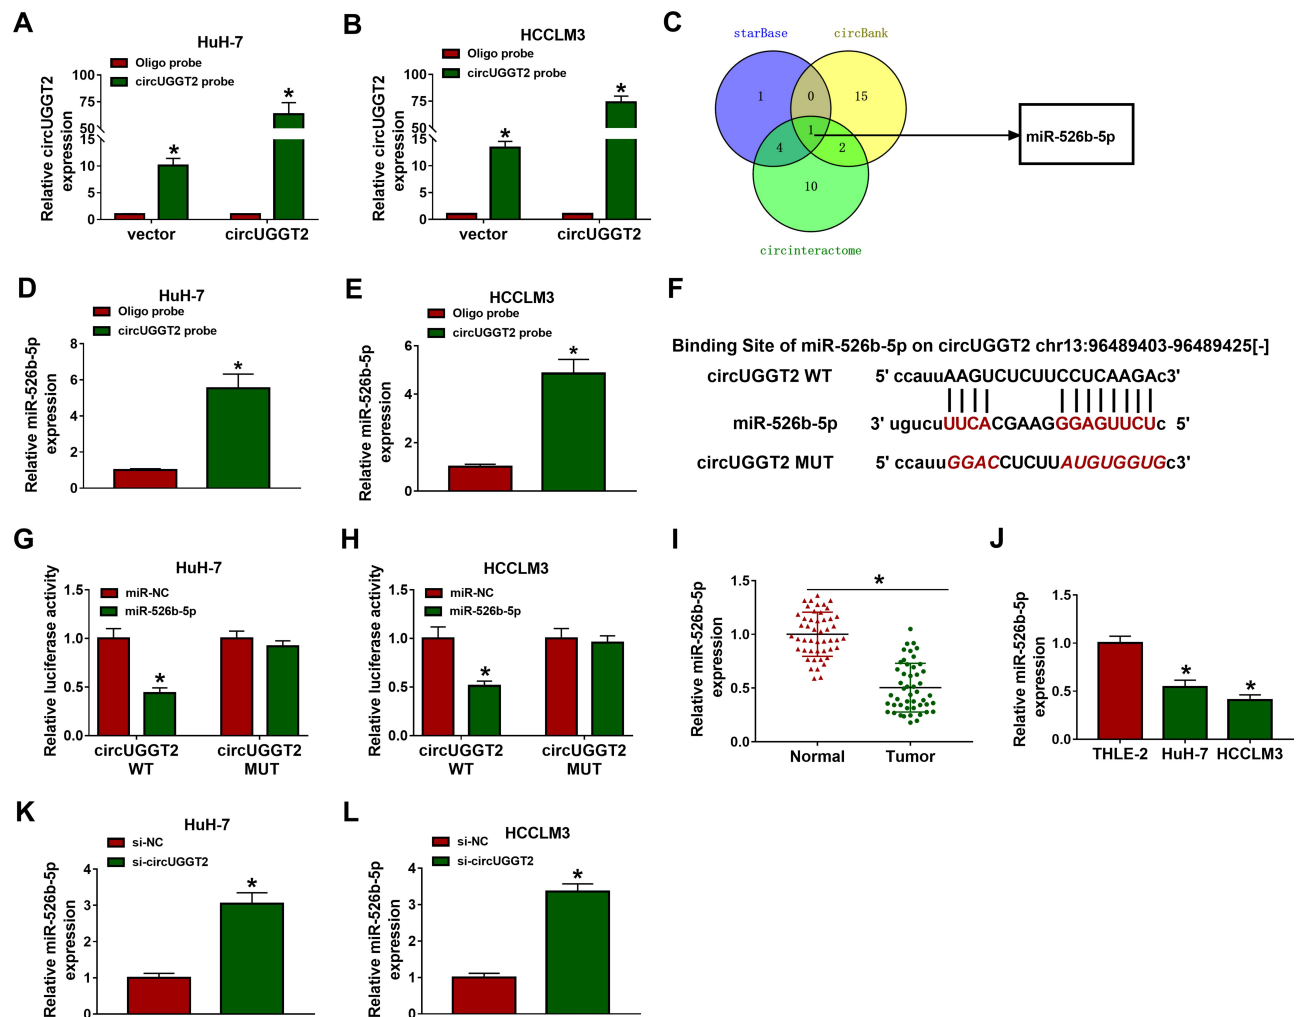 A
HuH-7
Oligo probe
circUGGT2 probe
Relative circUGGT2
expression
100
75
50
15
10
5
0
*
*
vector
circUGGT2
B
HCCLM3
Oligo probe
circUGGT2 probe
Relative circUGGT2
expression
100
75
50
15
10
5
0
*
*
vector
circUGGT2
C
starBase
circBank
1
0
15
1
4
2
10
circinteractome
miR-526b-5p
D
HuH-7
Oligo probe
circUGGT2 probe
Relative miR-526b-5p
expression
8
6
4
2
0
*
E
HCCLM3
Oligo probe
circUGGT2 probe
Relative miR-526b-5p
expression
6
4
2
0
*
F
Binding Site of miR-526b-5p on circUGGT2 chr13:96489403-96489425[-]
circUGGT2 WT 5' ccauuAAGUCUCUUCCUCAAGAc3'
miR-526b-5p 3' ugucuUUCACGAAGGGAGUUCUc 5'
circUGGT2 MUT 5' ccauuGGACCUCUUAUGUGGUGc3'
G
HuH-7
miR-NC
miR-526b-5p
Relative luciferase activity
1.5
1.0
0.5
0.0
*
circUGGT2
WT
circUGGT2
MUT
H
HCCLM3
miR-NC
miR-526b-5p
Relative luciferase activity
1.5
1.0
0.5
0.0
*
circUGGT2
WT
circUGGT2
MUT
I
Relative miR-526b-5p
expression
1.5
1.0
0.5
0.0
*
Normal
Tumor
J
Relative miR-526b-5p
expression
1.5
1.0
0.5
0.0
*
*
THLE-2
HuH-7
HCCLM3
K
HuH-7
si-NC
si-circUGGT2
Relative miR-526b-5p
expression
4
3
2
1
0
*
L
HCCLM3
si-NC
si-circUGGT2
Relative miR-526b-5p
expression
4
3
2
1
0
*